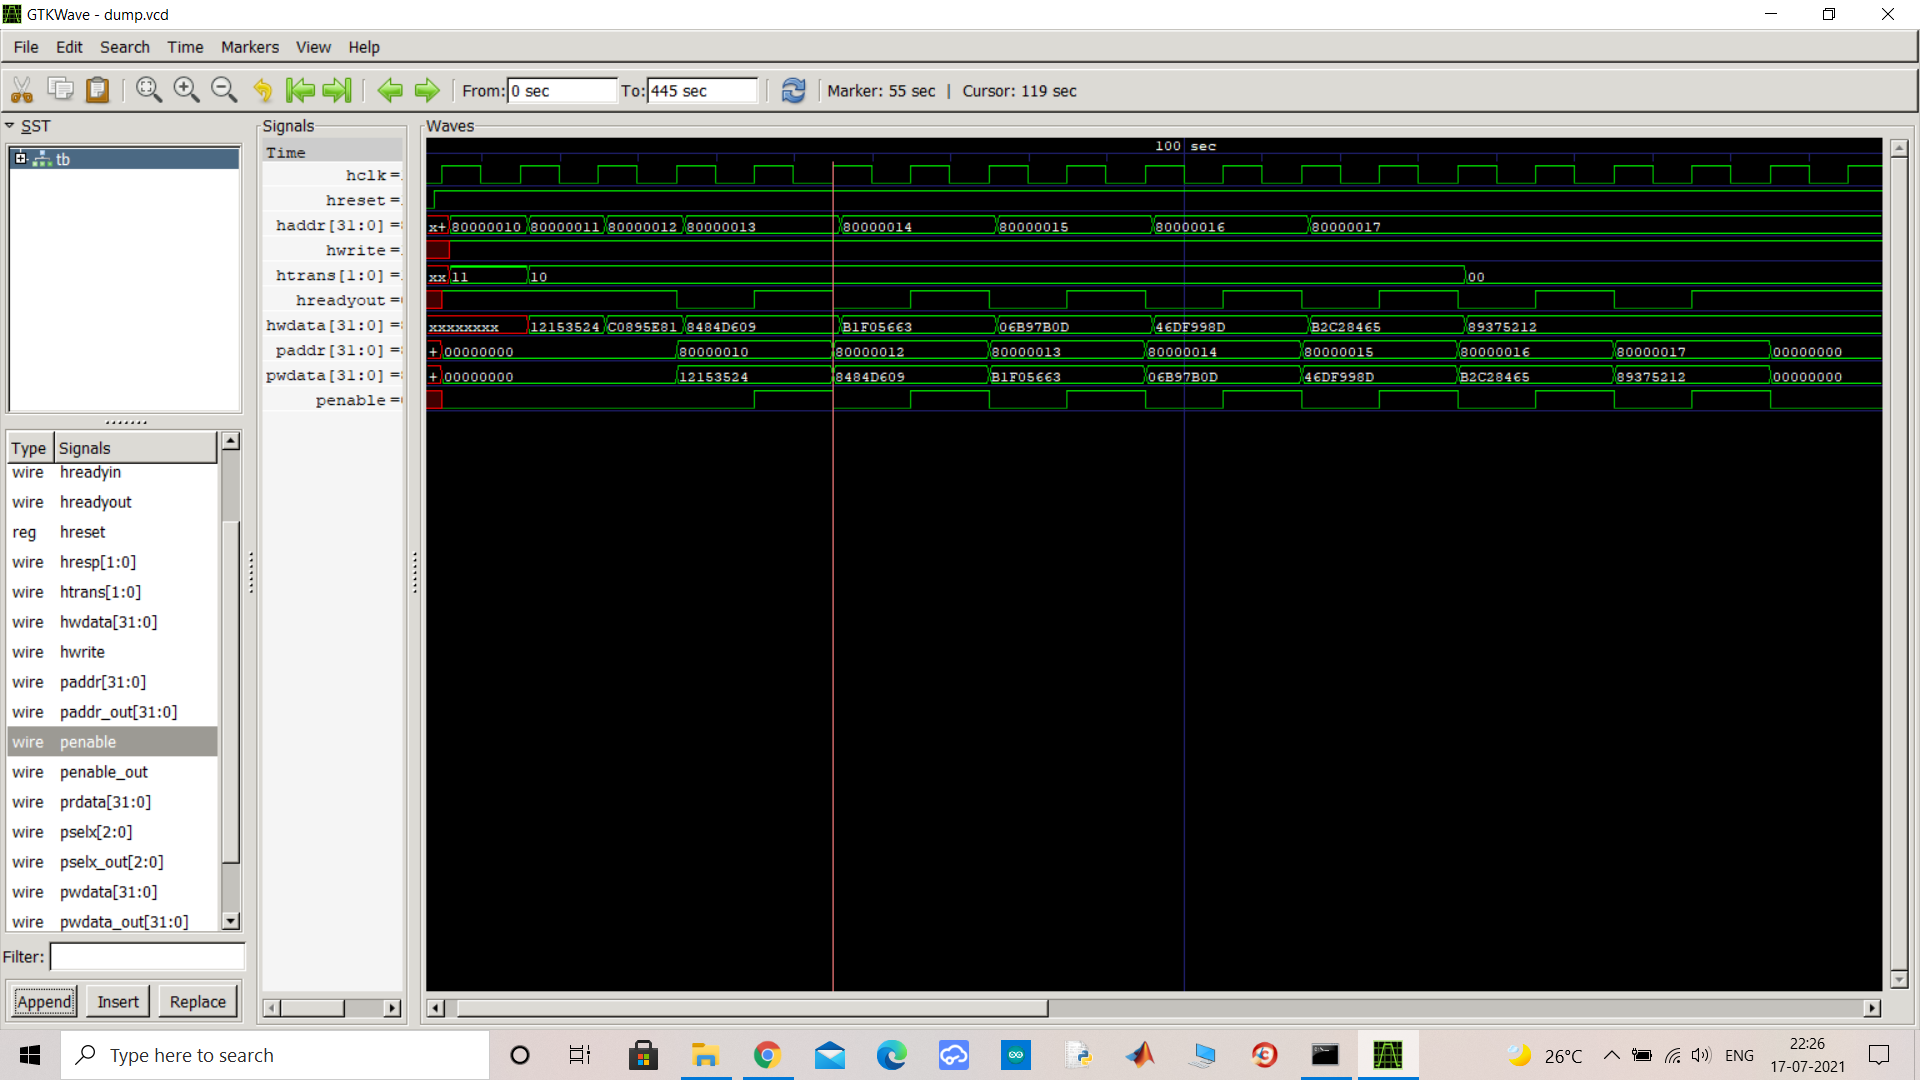 GTKWave - dump.vcd
File Edit Search Time Markers View Help
From: 0 sec To: 445 sec Marker: 55 sec | Cursor: 119 sec
SST
tb
Signals
Time
hclk =
hreset =
haddr[31:0] =
hwrite =
htrans[1:0] =
hreadyout =
hwdata[31:0] =
paddr[31:0] =
pwdata[31:0] =
penable =
Waves
100 sec
x+ 80000010 80000011 80000012 80000013 80000014 80000015 80000016 80000017
xx 11 10 00
xxxxxxxx 12153524 C0895E81 8484D609 B1F05663 06B97B0D 46DF998D B2C28465 89375212
+ 00000000 80000010 80000012 80000013 80000014 80000015 80000016 80000017 00000000
+ 00000000 12153524 8484D609 B1F05663 06B97B0D 46DF998D B2C28465 89375212 00000000
Type Signals
wire hreadyin
wire hreadyout
reg hreset
wire hresp[1:0]
wire htrans[1:0]
wire hwdata[31:0]
wire hwrite
wire paddr[31:0]
wire paddr_out[31:0]
wire penable
wire penable_out
wire prdata[31:0]
wire pselx[2:0]
wire pselx_out[2:0]
wire pwdata[31:0]
wire pwdata_out[31:0]
Filter:
Append Insert Replace
Type here to search
26°C
ENG
22:26
17-07-2021